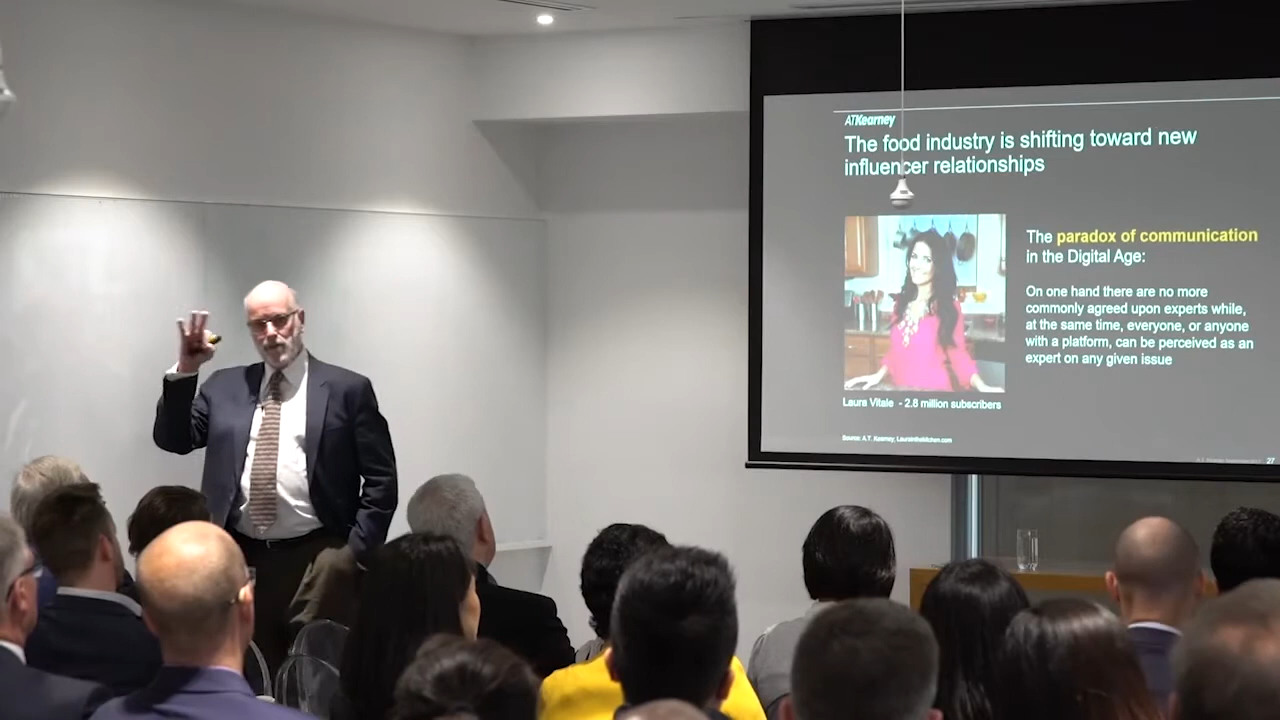 ATKearney
The food industry is shifting toward new
influencer relationships
The paradox of communication
in the Digital Age:
On one hand there are no more
commonly agreed upon experts while,
at the same time, everyone, or anyone
with a platform, can be perceived as an
expert on any given issue
Laura Vitale - 2.8 million subscribers
Source: A.T. Kearney, Laurainthekitchen.com
27